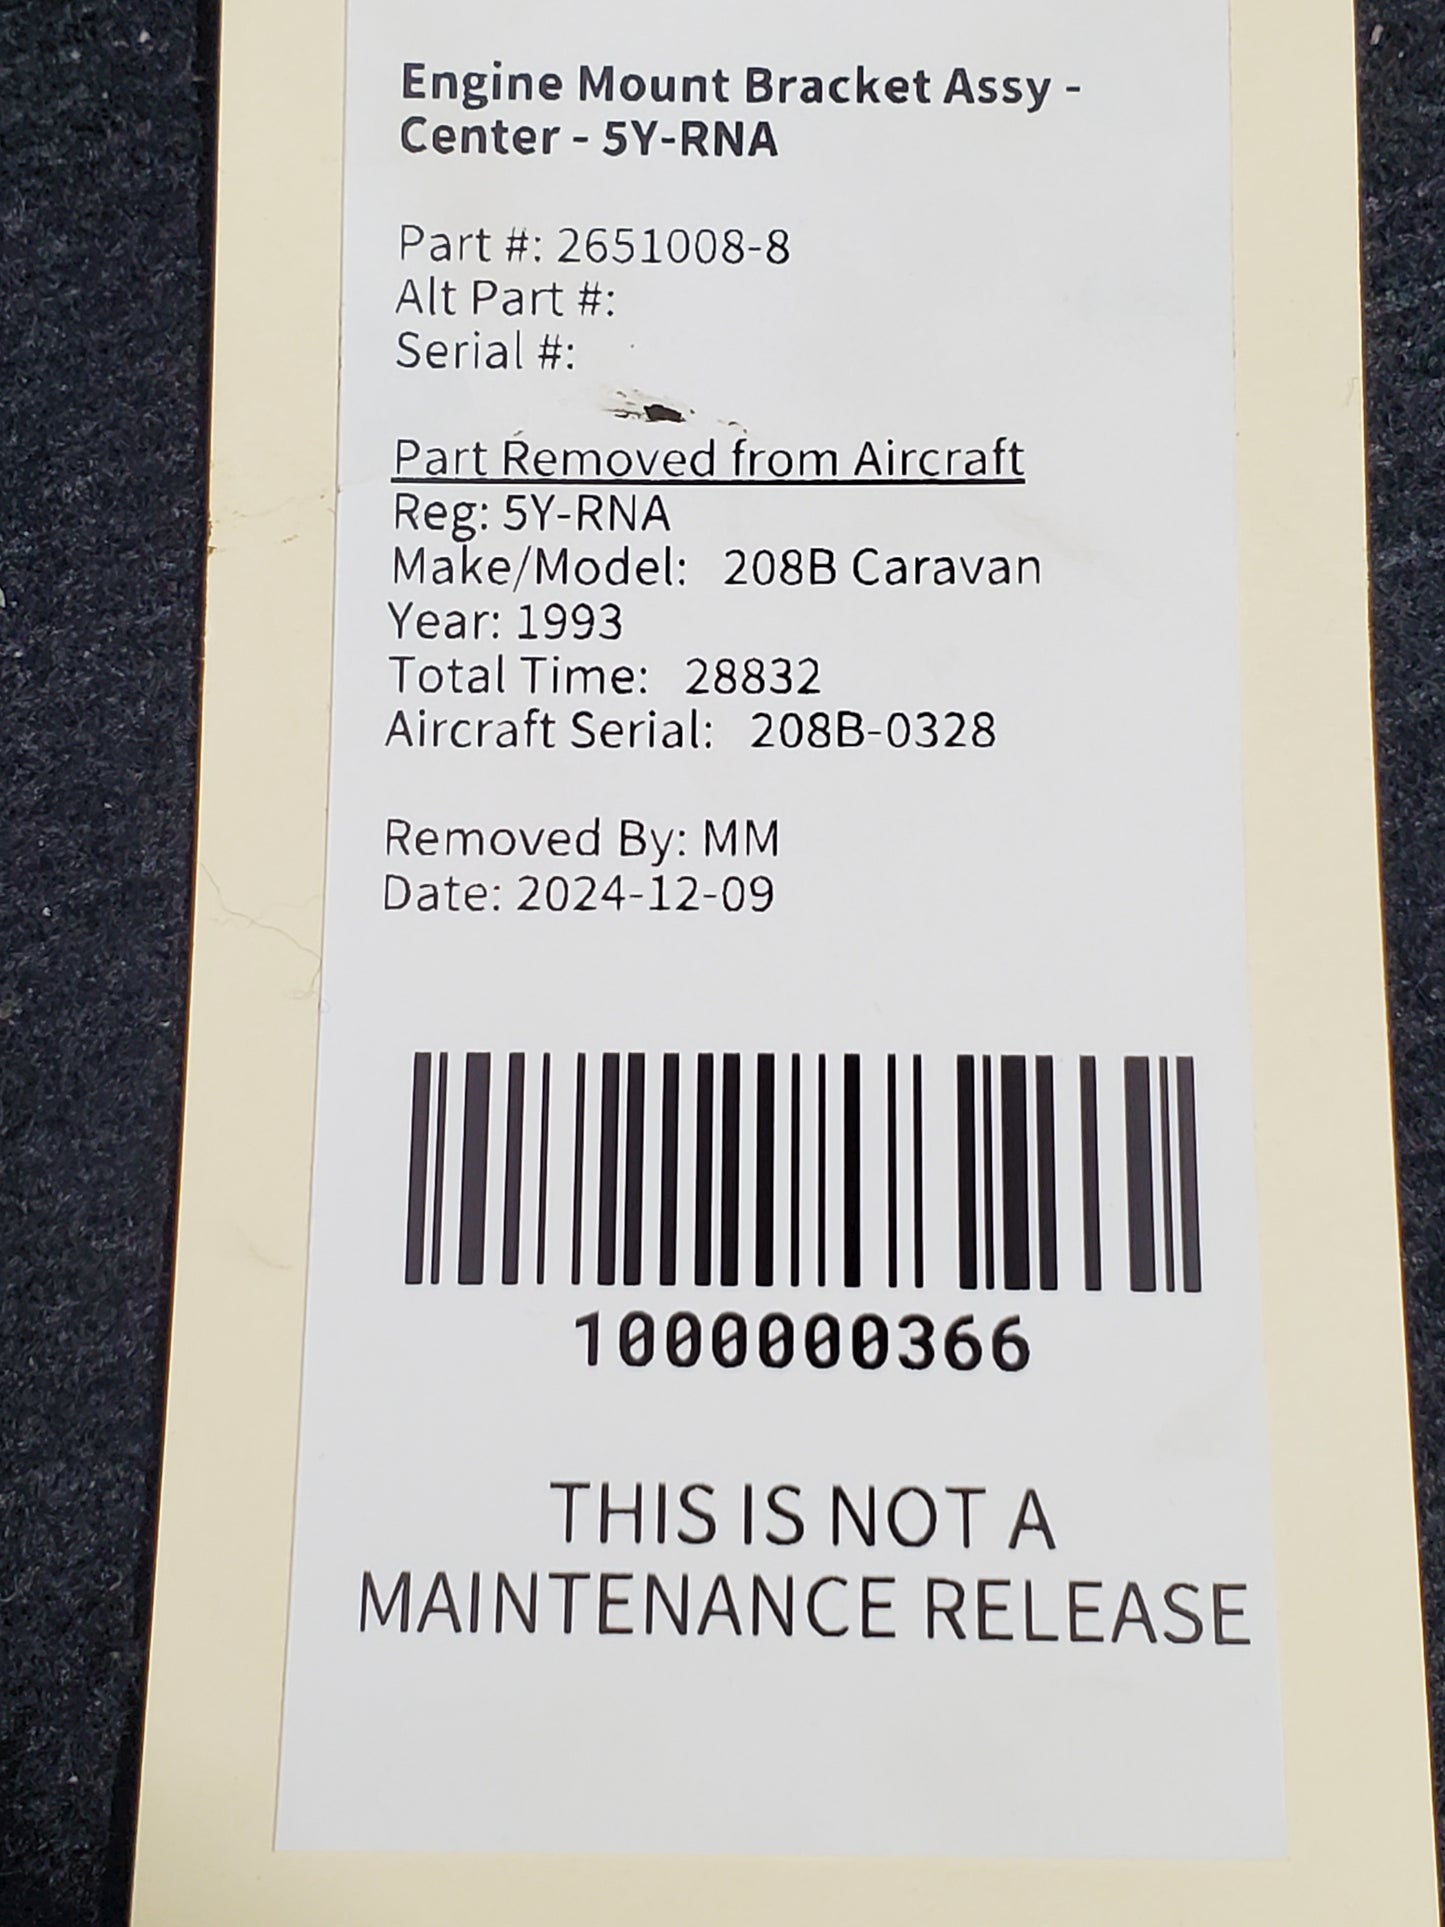 Engine Mount Bracket Assy -
Center - 5Y-RNA
Part #: 2651008-8
Alt Part #:
Serial #:
Part Removed from Aircraft
Reg: 5Y-RNA
Make/Model: 208B Caravan
Year: 1993
Total Time: 28832
Aircraft Serial: 208B-0328
Removed By: MM
Date: 2024-12-09
1000000366
THIS IS NOT A
MAINTENANCE RELEASE